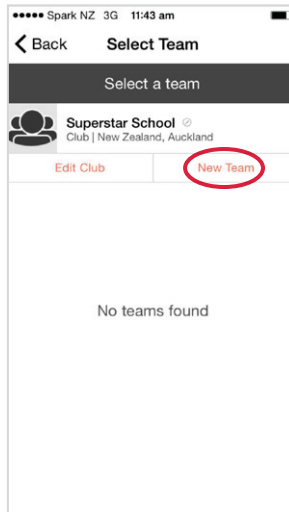 Spark NZ 3G 11:43 am
Back Select Team
Select a team
Superstar School
Club | New Zealand, Auckland
Edit Club New Team
No teams found